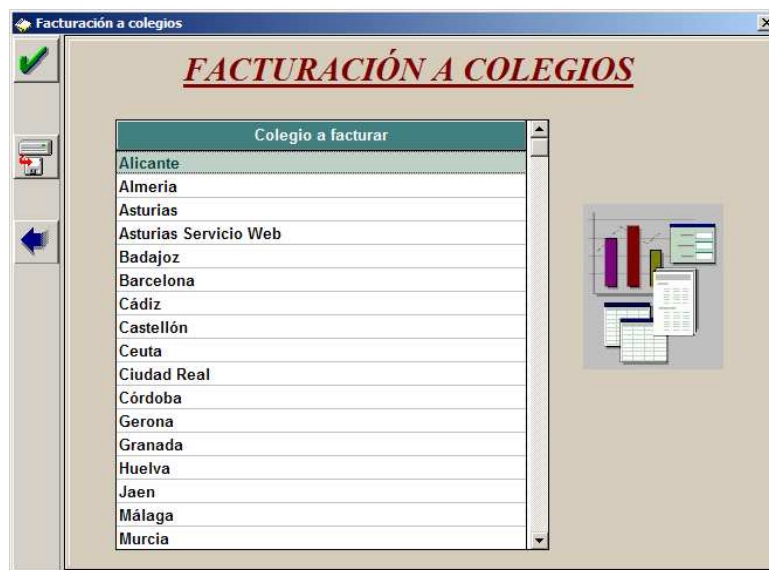 Facturación a colegios
FACTURACIÓN A COLEGIOS
Colegio a facturar
Alicante
Almeria
Asturias
Asturias Servicio Web
Badajoz
Barcelona
Cádiz
Castellón
Ceuta
Ciudad Real
Córdoba
Gerona
Granada
Huelva
Jaen
Málaga
Murcia